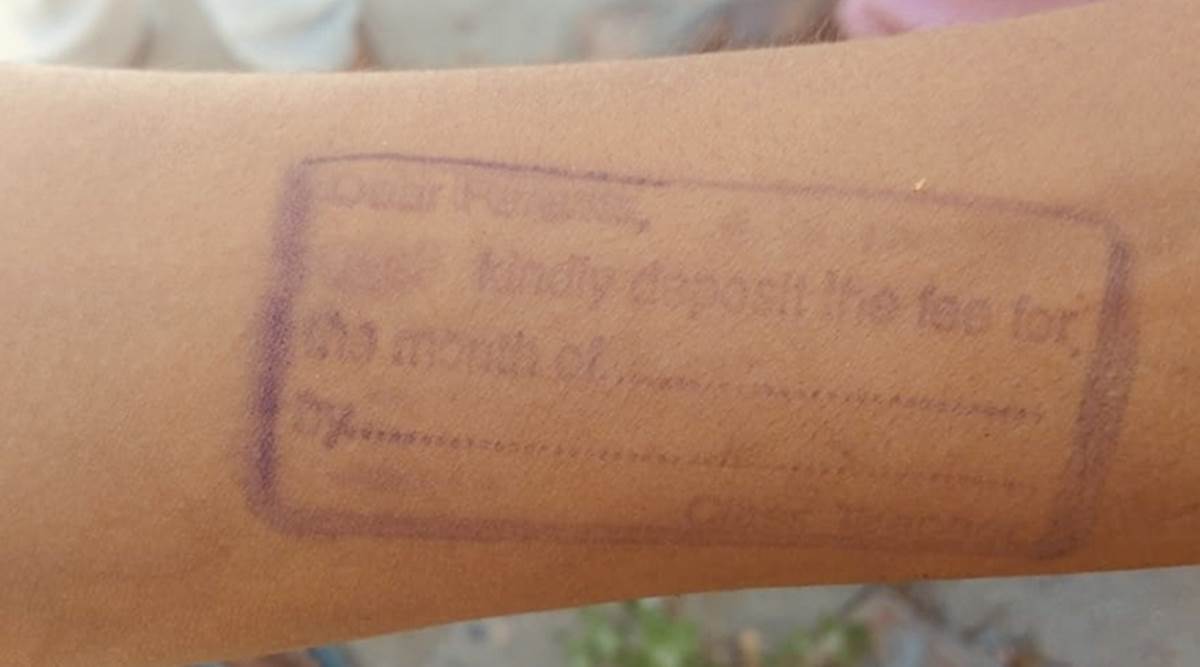 Dear Parents,
kindly deposit the fee for
the month of....................................
by....................................
Class Teacher